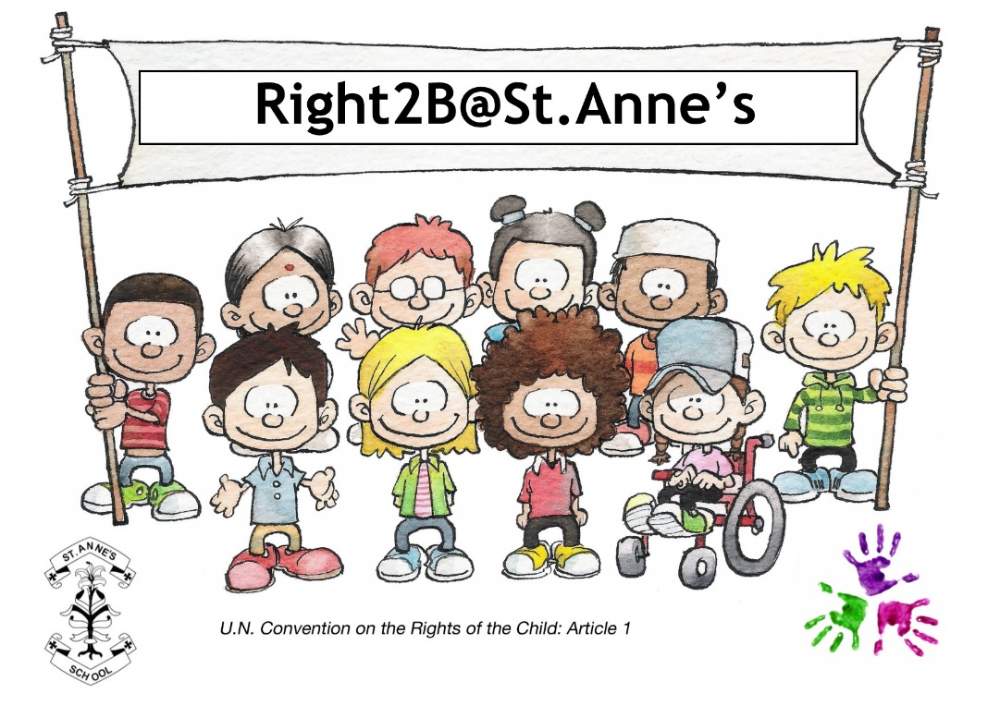 Right2B@St.Anne’s
ST. ANNE'S
SCHOOL
U.N. Convention on the Rights of the Child: Article 1